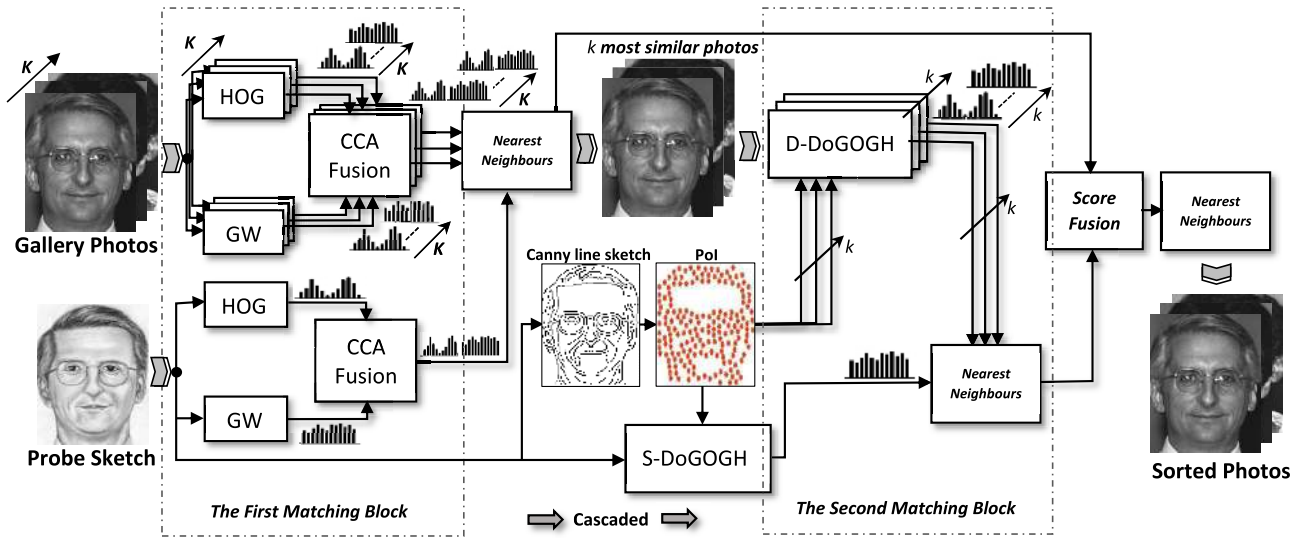 K
Gallery Photos
K
HOG
GW
K
CCA
Fusion
K
K
Nearest
Neighbours
k most similar photos
D-DoGOGH
k
k
k
k
Score
Fusion
Nearest
Neighbours
Sorted Photos
Probe Sketch
HOG
GW
CCA
Fusion
Canny line sketch
PoI
S-DoGOGH
Nearest
Neighbours
The First Matching Block
Cascaded
The Second Matching Block